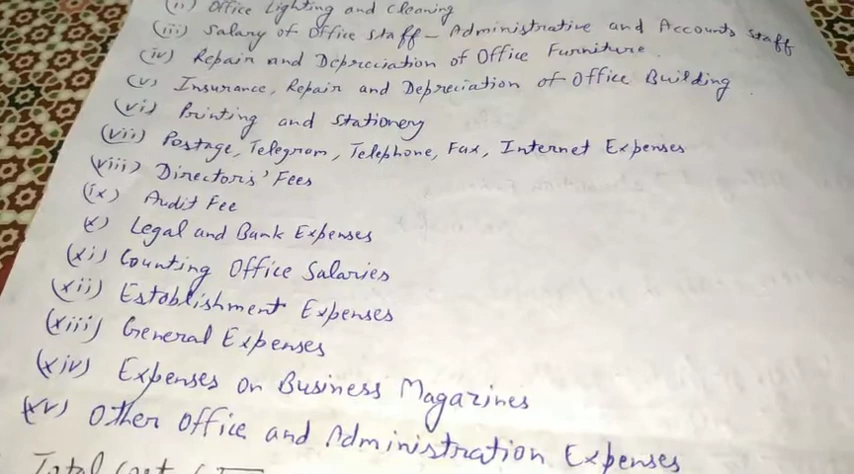 (ii) Office Lighting and Cleaning
(iii) Salary of Office Staff - Administrative and Accounts Staff
(iv) Repair and Depreciation of Office Furniture
(v) Insurance, Repair and Depreciation of Office Building
(vi) Printing and Stationery
(vii) Postage, Telegram, Telephone, Fax, Internet Expenses
(viii) Directoris' Fees
(ix) Audit Fee
(x) Legal and Bank Expenses
(xi) Counting Office Salaries
(xii) Establishment Expenses
(xiii) General Expenses
(xiv) Expenses on Business Magazines
(xv) Other Office and Administration Expenses
Total Cost